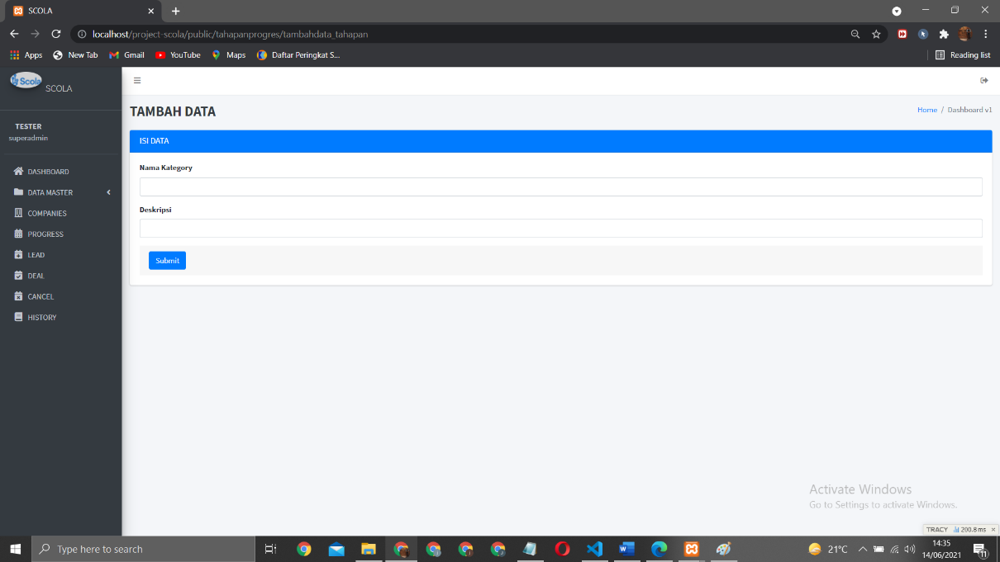 SCOLA
localhost/project-scola/public/tahapanprogres/tambahdata_tahapan
Apps New Tab Gmail YouTube Maps Daftar Peringkat S... Reading list
Scola SCOLA
TAMBAH DATA
Home / Dashboard v1
TESTER
superadmin
ISI DATA
Nama Kategory
Deskripsi
Submit
DASHBOARD
DATA MASTER
COMPANIES
PROGRESS
LEAD
DEAL
CANCEL
HISTORY
Activate Windows
Go to Settings to activate Windows.
TRACY 200.8 ms ×
Type here to search
21°C
14:35
14/06/2021
11